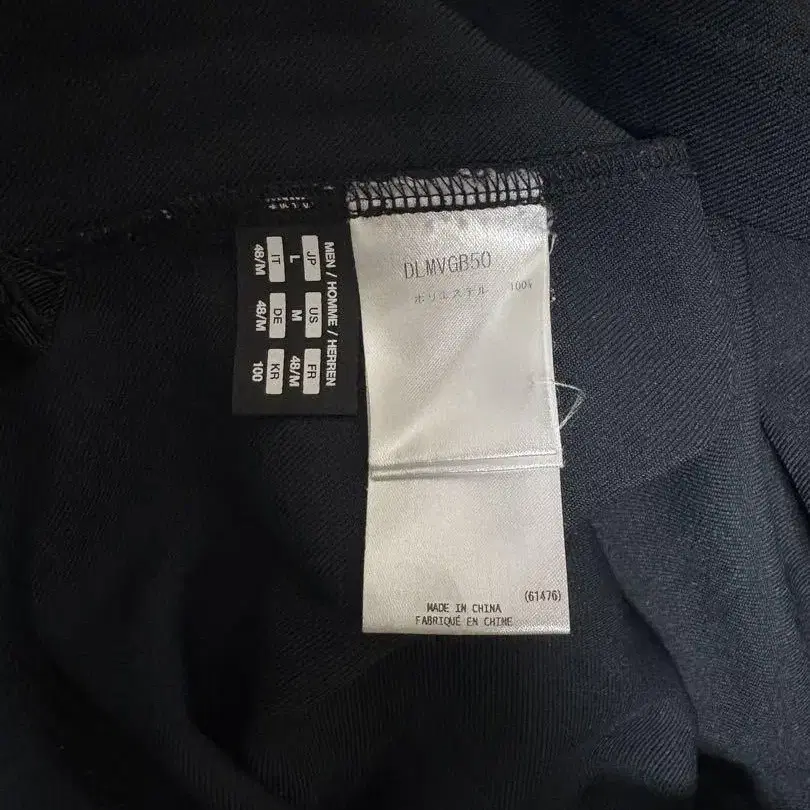 MEN / HOMME / HERREN
JP US FR
L M 48/M
IT DE KR
48/M 48/M 100
DLMVGB50
ポリエステル 100%
(61476)
MADE IN CHINA
FABRIQUÉ EN CHINE